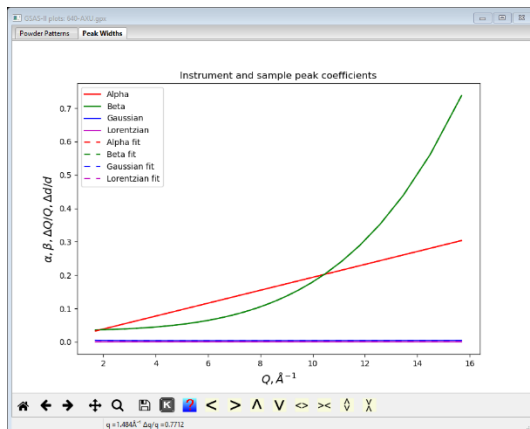 GSAS-II plots: 640-AXU.gpx
Powder Patterns Peak Widths
Instrument and sample peak coefficients
Alpha
Beta
Gaussian
Lorentzian
Alpha fit
Beta fit
Gaussian fit
Lorentzian fit
0.7
0.6
0.5
0.4
0.3
0.2
0.1
0.0
α, β, ΔQ/Q, Δd/d
2 4 6 8 10 12 14 16
Q, Å⁻¹
K ? < > Λ V <> ><
q =1.484Å⁻¹ Δq/q =0.7712